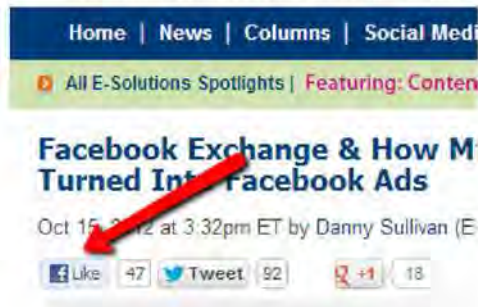 Home | News | Columns | Social Medi
All E-Solutions Spotlights | Featuring: Conten
Facebook Exchange & How M
Turned Into Facebook Ads
Oct 15, 2012 at 3:32pm ET by Danny Sullivan (E
Like 47 Tweet 92 +1 18